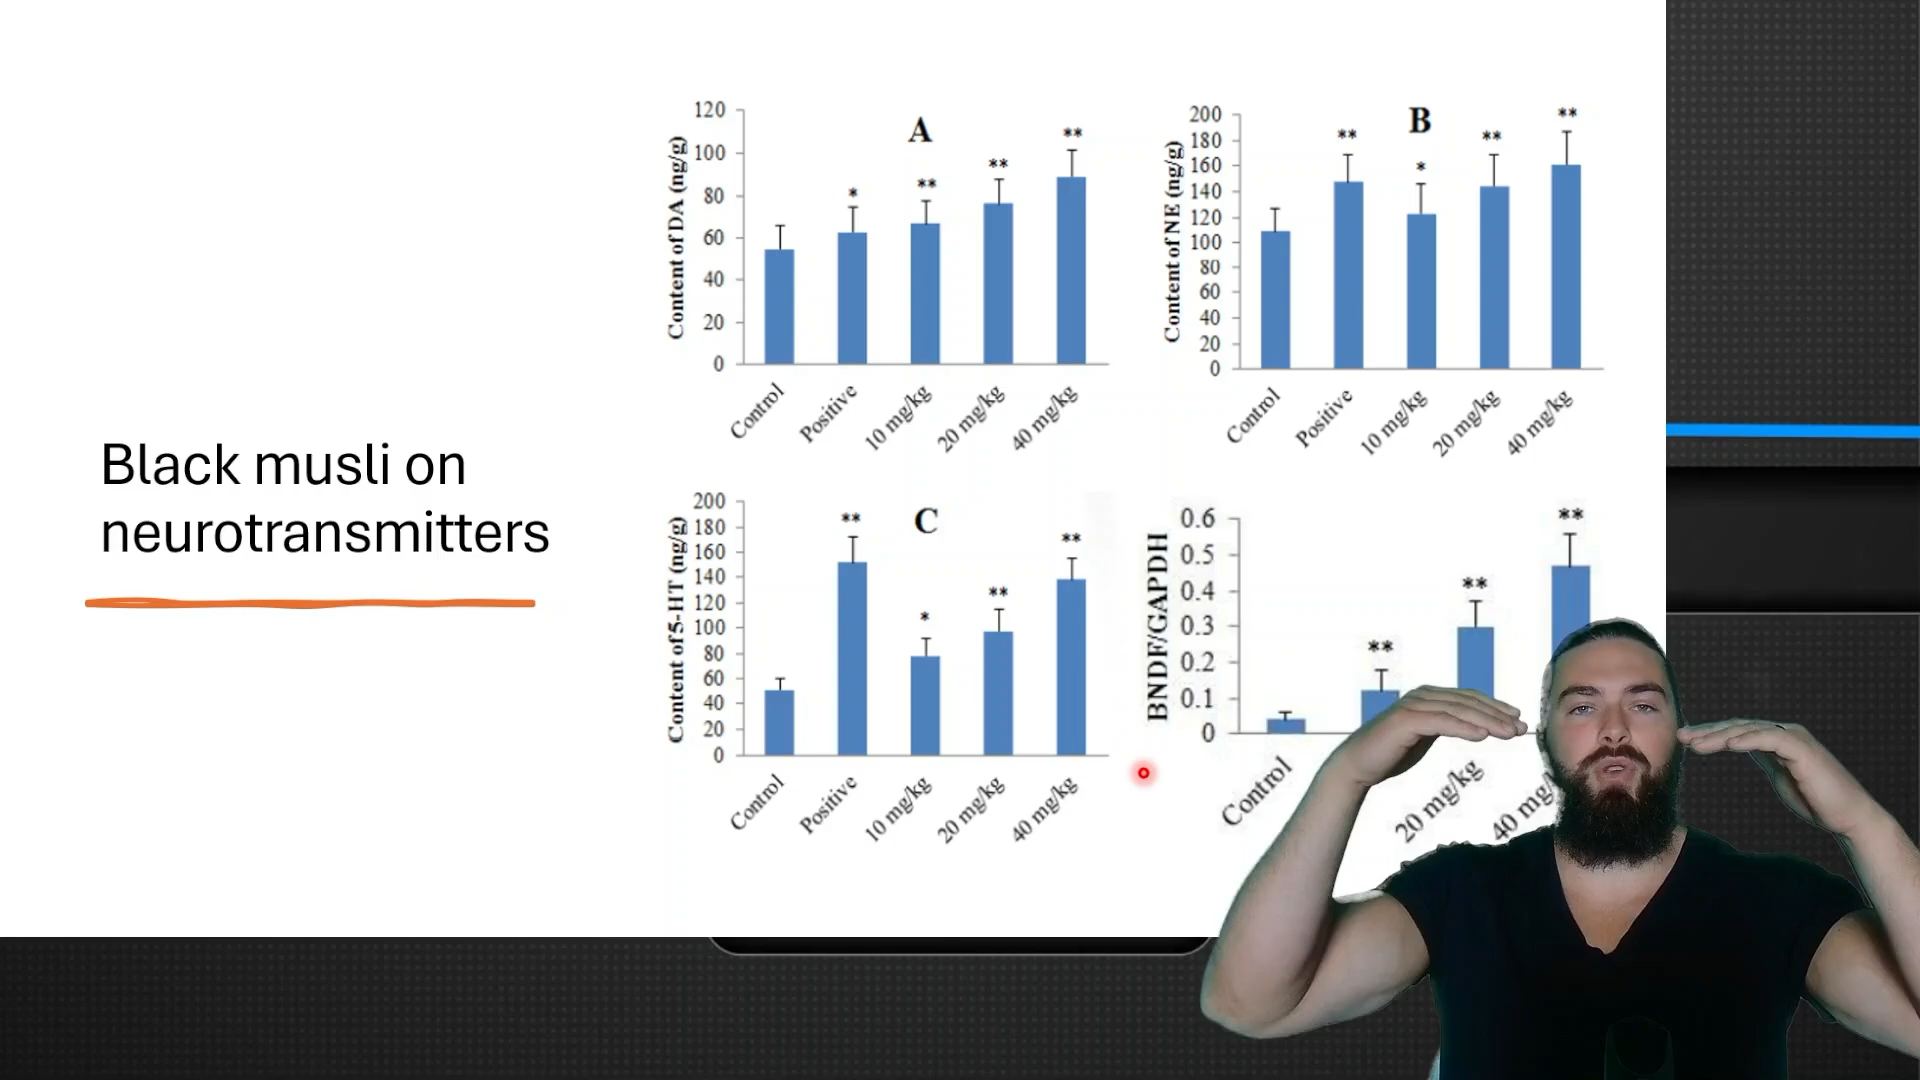 Black musli on
neurotransmitters
A
Content of DA (ng/g)
120
100
80
60
40
20
0
*
**
**
**
Control
Positive
10 mg/kg
20 mg/kg
40 mg/kg
B
Content of NE (ng/g)
200
180
160
140
120
100
80
60
40
20
0
**
*
**
**
Control
Positive
10 mg/kg
20 mg/kg
40 mg/kg
C
Content of 5-HT (ng/g)
200
180
160
140
120
100
80
60
40
20
0
**
*
**
**
Control
Positive
10 mg/kg
20 mg/kg
40 mg/kg
BNDF/GAPDH
0.6
0.5
0.4
0.3
0.2
0.1
0
**
**
**
Control
20 mg/kg
40 mg/